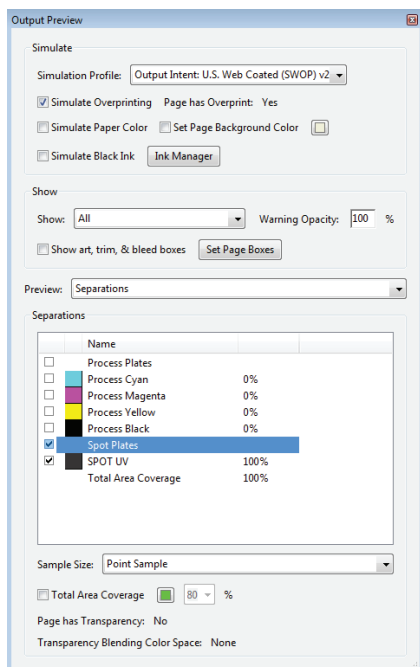 Output Preview
Simulate
Simulation Profile: Output Intent: U.S. Web Coated (SWOP) v2
Simulate Overprinting Page has Overprint: Yes
Simulate Paper Color Set Page Background Color
Simulate Black Ink Ink Manager
Show
Show: All Warning Opacity: 100 %
Show art, trim, & bleed boxes Set Page Boxes
Preview: Separations
Separations
Name
Process Plates
Process Cyan 0%
Process Magenta 0%
Process Yellow 0%
Process Black 0%
Spot Plates
SPOT UV 100%
Total Area Coverage 100%
Sample Size: Point Sample
Total Area Coverage 80 %
Page has Transparency: No
Transparency Blending Color Space: None